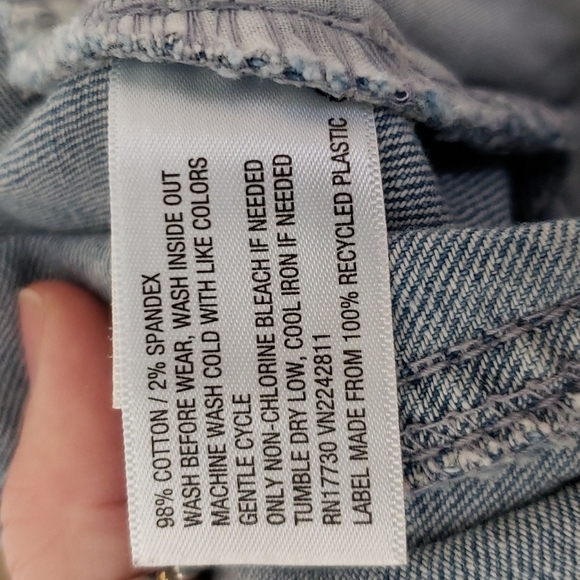 98% COTTON / 2% SPANDEX
WASH BEFORE WEAR, WASH INSIDE OUT
MACHINE WASH COLD WITH LIKE COLORS
GENTLE CYCLE
ONLY NON-CHLORINE BLEACH IF NEEDED
TUMBLE DRY LOW, COOL IRON IF NEEDED
RN17730 VN2242811
LABEL MADE FROM 100% RECYCLED PLASTIC